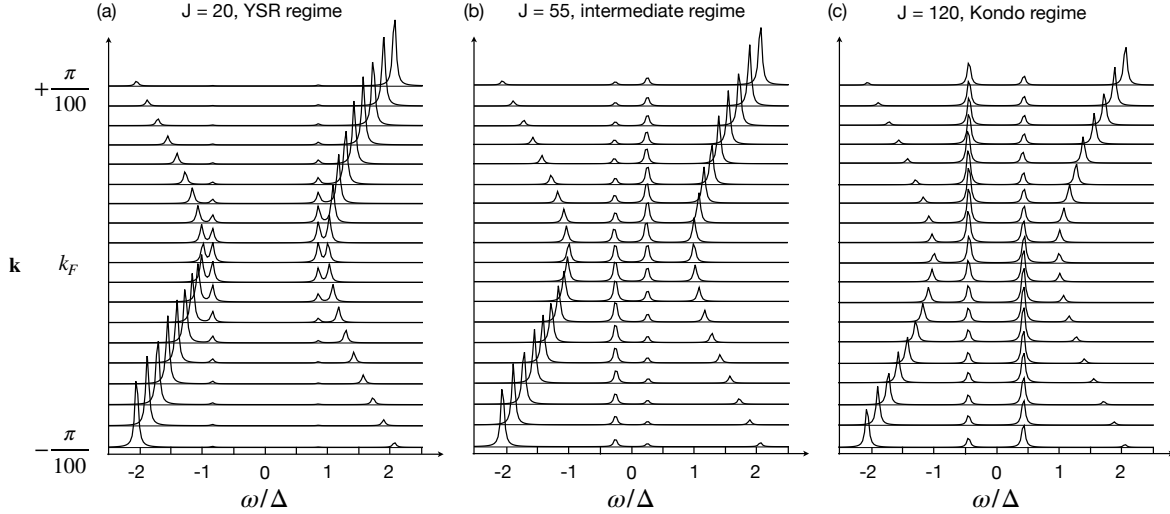 (a) J = 20, YSR regime
(b) J = 55, intermediate regime
(c) J = 120, Kondo regime
+π/100
k k_F
−π/100
-2 -1 0 1 2
-2 -1 0 1 2
-2 -1 0 1 2
ω/Δ
ω/Δ
ω/Δ